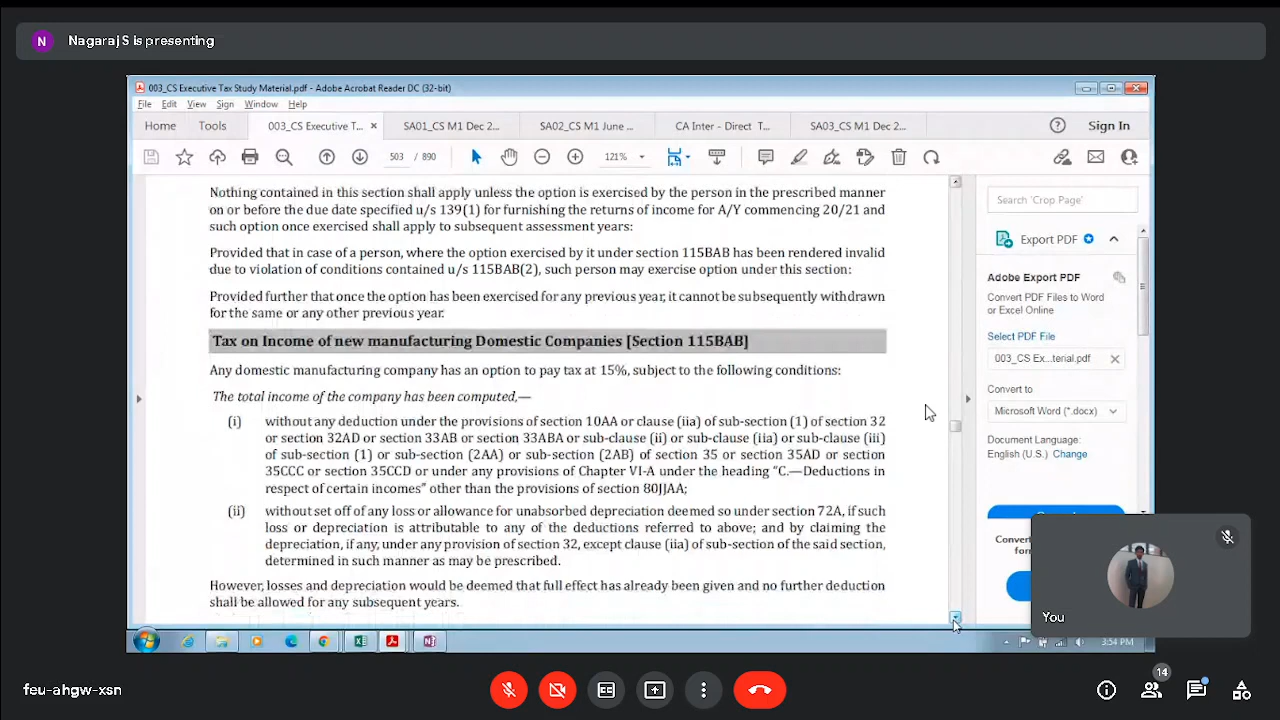 N Nagaraj S is presenting
003_CS Executive Tax Study Material.pdf - Adobe Acrobat Reader DC (32-bit)
File Edit View Sign Window Help
Home Tools 003_CS Executive T... × SA01_CS M1 Dec 2... SA02_CS M1 June ... CA Inter - Direct T... SA03_CS M1 Dec 2... Sign In
503 / 890 121%
Nothing contained in this section shall apply unless the option is exercised by the person in the prescribed manner
on or before the due date specified u/s 139(1) for furnishing the returns of income for A/Y commencing 20/21 and
such option once exercised shall apply to subsequent assessment years:
Provided that in case of a person, where the option exercised by it under section 115BAB has been rendered invalid
due to violation of conditions contained u/s 115BAB(2), such person may exercise option under this section:
Provided further that once the option has been exercised for any previous year, it cannot be subsequently withdrawn
for the same or any other previous year.
Tax on Income of new manufacturing Domestic Companies [Section 115BAB]
Any domestic manufacturing company has an option to pay tax at 15%, subject to the following conditions:
The total income of the company has been computed,—
(i) without any deduction under the provisions of section 10AA or clause (iia) of sub-section (1) of section 32
or section 32AD or section 33AB or section 33ABA or sub-clause (ii) or sub-clause (iia) or sub-clause (iii)
of sub-section (1) or sub-section (2AA) or sub-section (2AB) of section 35 or section 35AD or section
35CCC or section 35CCD or under any provisions of Chapter VI-A under the heading “C.—Deductions in
respect of certain incomes” other than the provisions of section 80JJAA;
(ii) without set off of any loss or allowance for unabsorbed depreciation deemed so under section 72A, if such
loss or depreciation is attributable to any of the deductions referred to above; and by claiming the
depreciation, if any, under any provision of section 32, except clause (iia) of sub-section of the said section,
determined in such manner as may be prescribed.
However, losses and depreciation would be deemed that full effect has already been given and no further deduction
shall be allowed for any subsequent years.
Search 'Crop Page'
Export PDF
Adobe Export PDF
Convert PDF Files to Word
or Excel Online
Select PDF File
003_CS Ex...terial.pdf ×
Convert to
Microsoft Word (*.docx)
Document Language:
English (U.S.) Change
You
3:54 PM
feu-ahgw-xsn
14